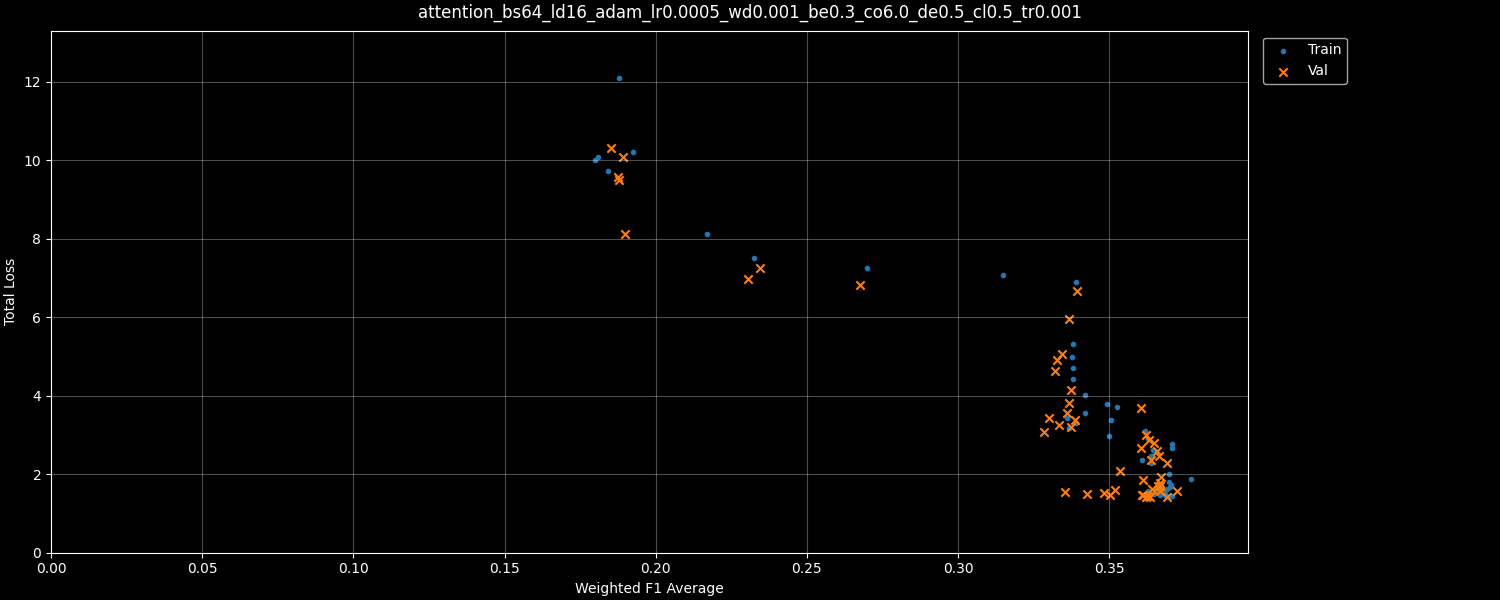 attention_bs64_ld16_adam_lr0.0005_wd0.001_be0.3_co6.0_de0.5_cl0.5_tr0.001
Train
Val
12
10
8
6
4
2
0
Total Loss
0.00 0.05 0.10 0.15 0.20 0.25 0.30 0.35
Weighted F1 Average